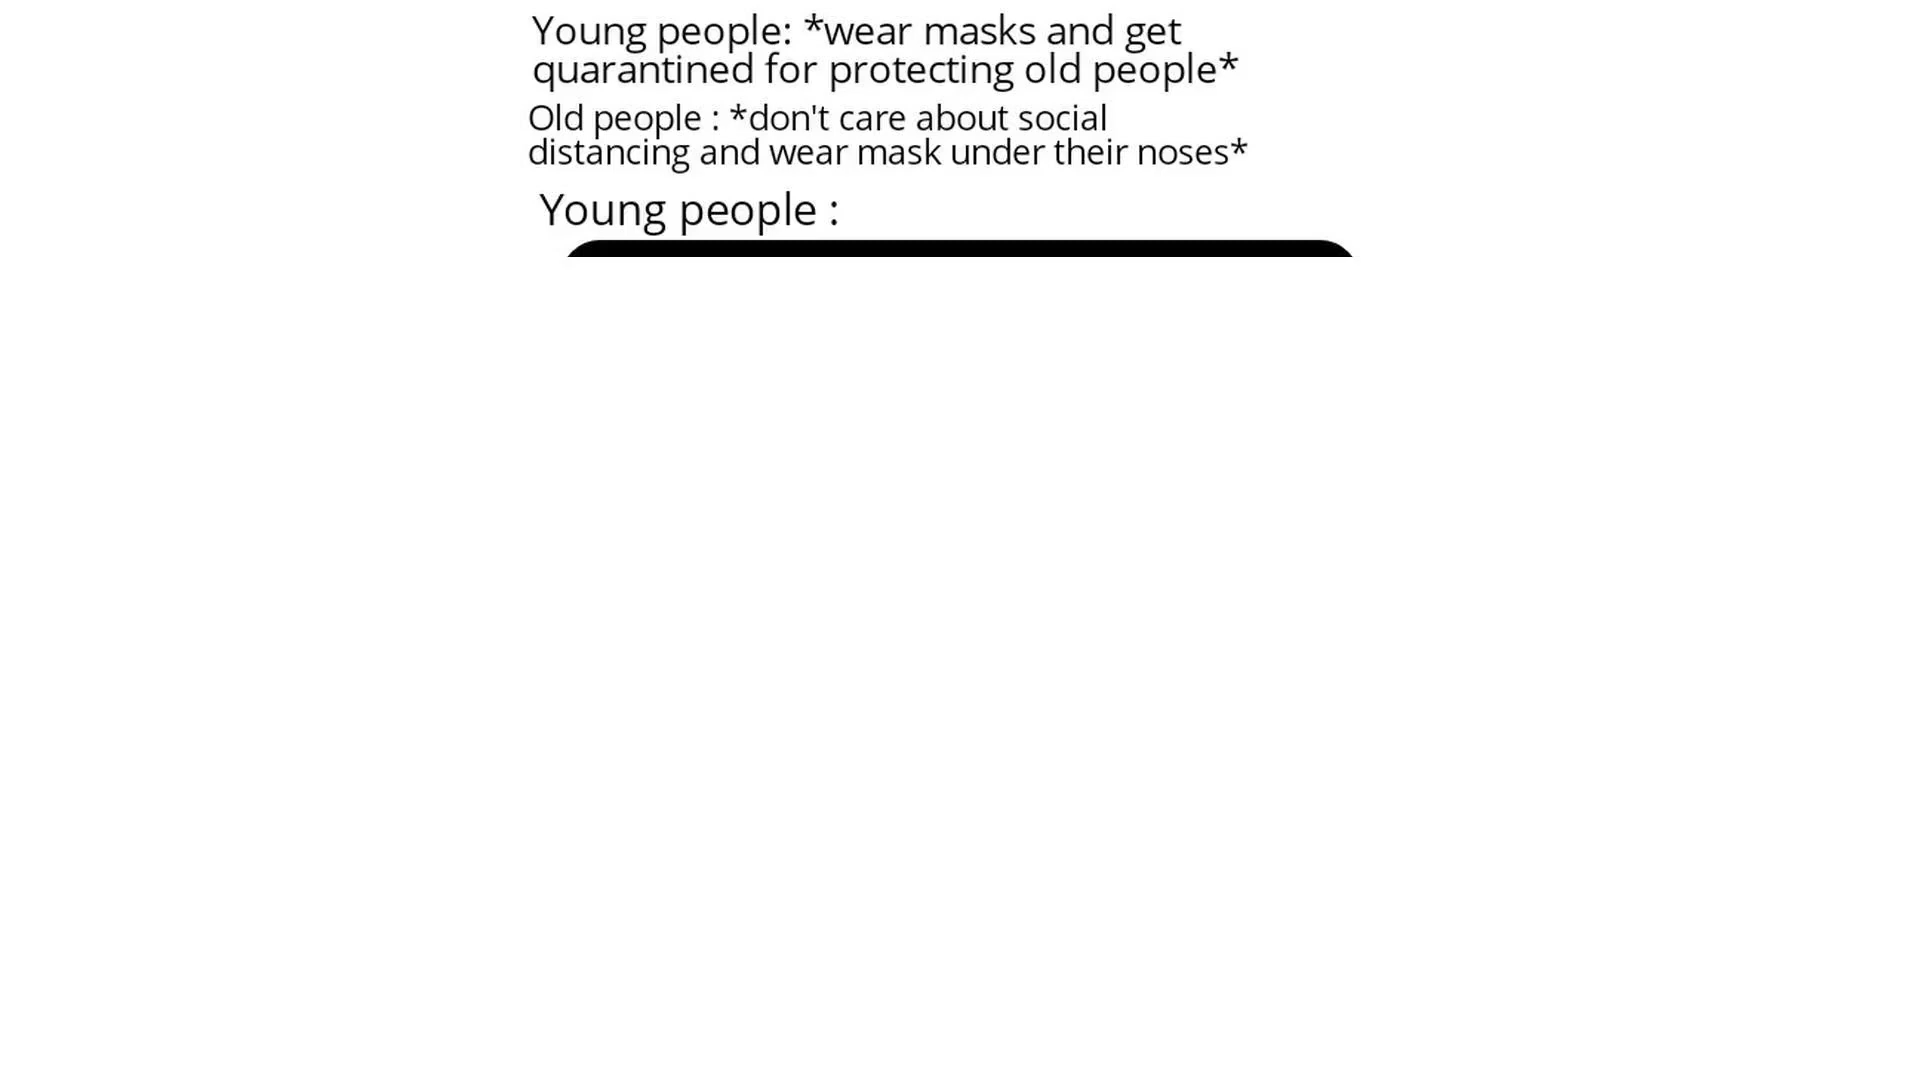 Young people: *wear masks and get
quarantined for protecting old people*
Old people : *don't care about social
distancing and wear mask under their noses*
Young people :